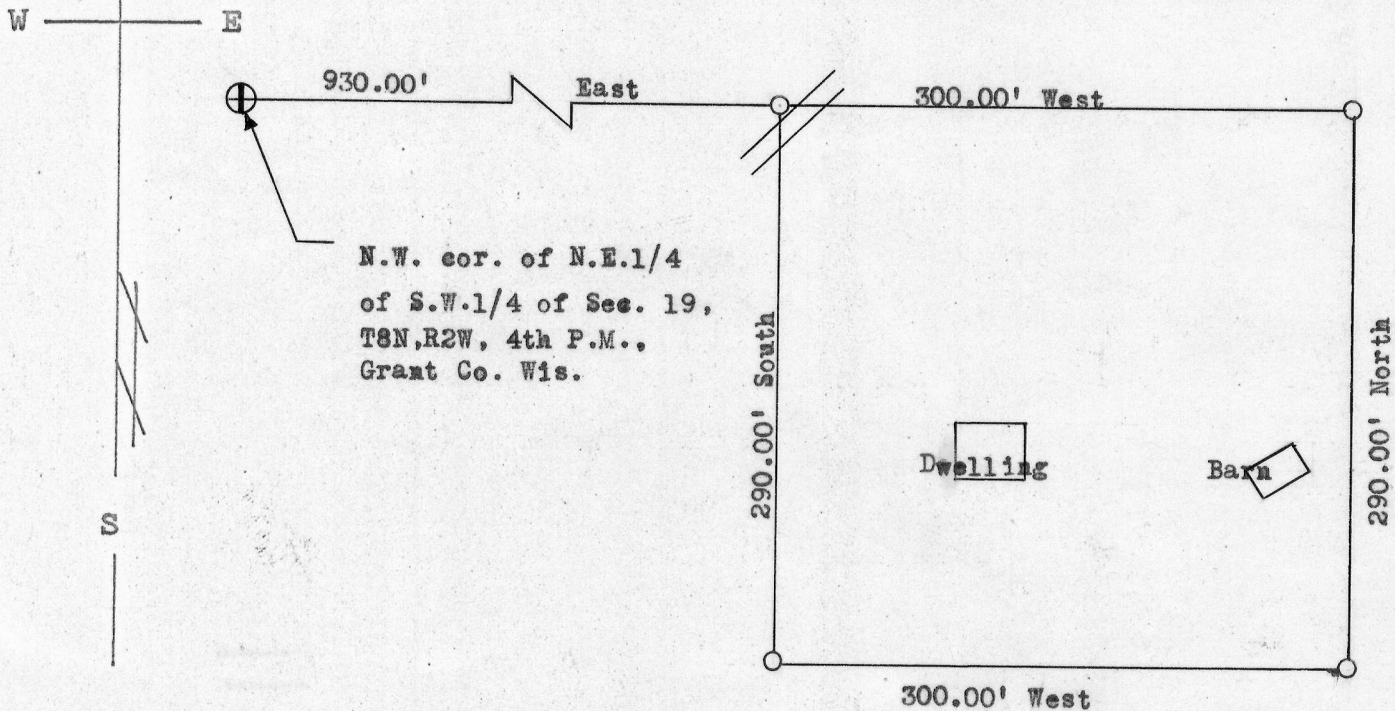 W E
930.00'
East
300.00' West
N.W. cor. of N.E.1/4
of S.W.1/4 of Sec. 19,
T8N,R2W, 4th P.M.,
Grant Co. Wis.
290.00' South
290.00' North
Dwelling
Barn
S
300.00' West